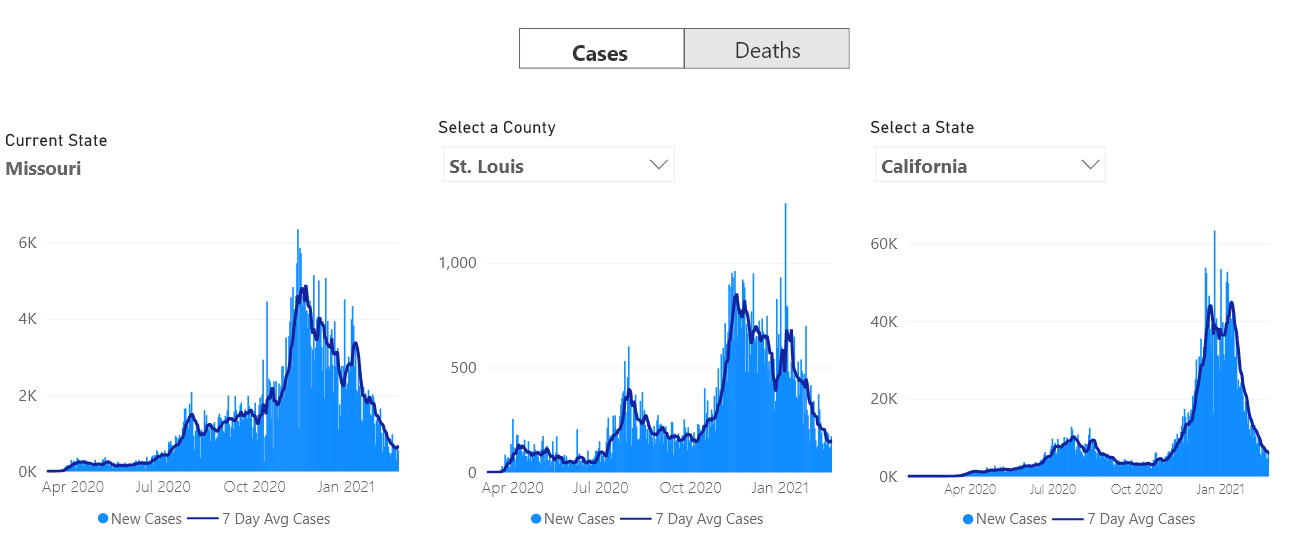 Cases Deaths
Current State
Missouri
6K
4K
2K
0K
Apr 2020 Jul 2020 Oct 2020 Jan 2021
New Cases 7 Day Avg Cases
Select a County
St. Louis
1,000
500
0
Apr 2020 Jul 2020 Oct 2020 Jan 2021
New Cases 7 Day Avg Cases
Select a State
California
60K
40K
20K
0K
Apr 2020 Jul 2020 Oct 2020 Jan 2021
New Cases 7 Day Avg Cases